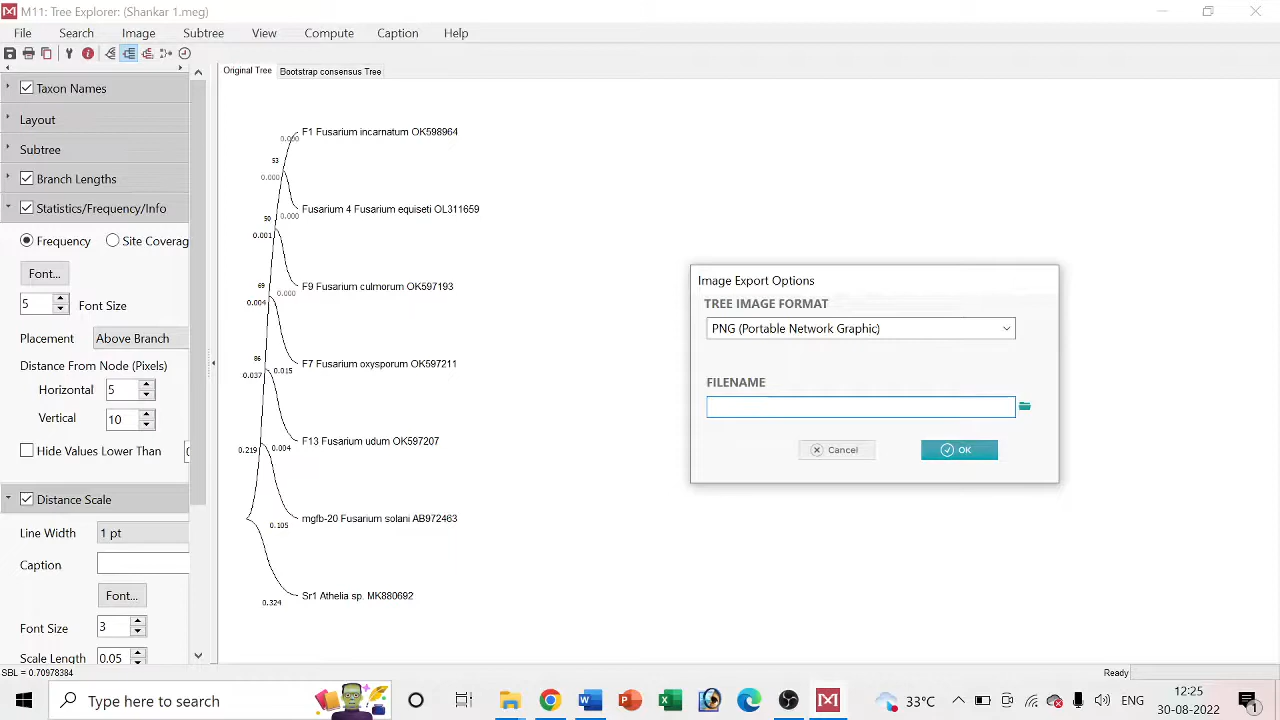 M11: Tree Explorer: (Shankar 1.meg)
File Search Image Subtree View Compute Caption Help
Original Tree Bootstrap consensus Tree
Taxon Names
Layout
Subtree
Branch Lengths
Statistics/Frequency/Info
Frequency Site Coverag
Font...
5 Font Size
Placement Above Branch
Distance From Node (Pixels)
Horizontal 5
Vertical 10
Hide Values Lower Than
Distance Scale
Line Width 1 pt
Caption
Font...
Font Size 3
Scale Length 0.05
F1 Fusarium incarnatum OK598964
0.000
53
0.000
Fusarium 4 Fusarium equiseti OL311659
0.000
50
0.001
F9 Fusarium culmorum OK597193
0.000
69
0.004
F7 Fusarium oxysporum OK597211
0.015
86
0.037
F13 Fusarium udum OK597207
0.004
0.219
mgfb-20 Fusarium solani AB972463
0.105
Sr1 Athelia sp. MK880692
0.324
Image Export Options
TREE IMAGE FORMAT
PNG (Portable Network Graphic)
FILENAME
Cancel OK
SBL = 0.70978384 Ready
Type here to search
33°C ENG 12:25
30-08-2022
1